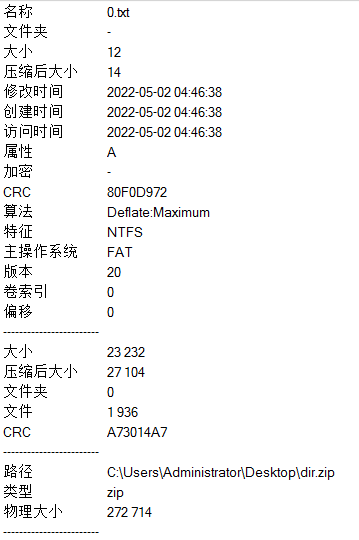 名称 0.txt
文件夹 -
大小 12
压缩后大小 14
修改时间 2022-05-02 04:46:38
创建时间 2022-05-02 04:46:38
访问时间 2022-05-02 04:46:38
属性 A
加密 -
CRC 80F0D972
算法 Deflate:Maximum
特征 NTFS
主操作系统 FAT
版本 20
卷索引 0
偏移 0
------------------------
大小 23 232
压缩后大小 27 104
文件夹 0
文件 1 936
CRC A73014A7
------------------------
路径 C:\Users\Administrator\Desktop\dir.zip
类型 zip
物理大小 272 714
------------------------